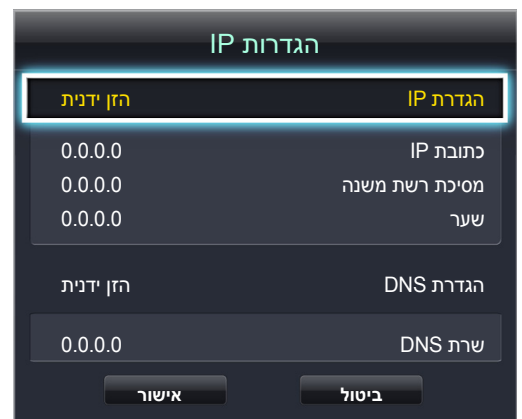 הגדרות IP
הגדרת IP הזן ידנית
כתובת IP 0.0.0.0
מסיכת רשת משנה 0.0.0.0
שער 0.0.0.0
הגדרת DNS הזן ידנית
שרת DNS 0.0.0.0
ביטול אישור